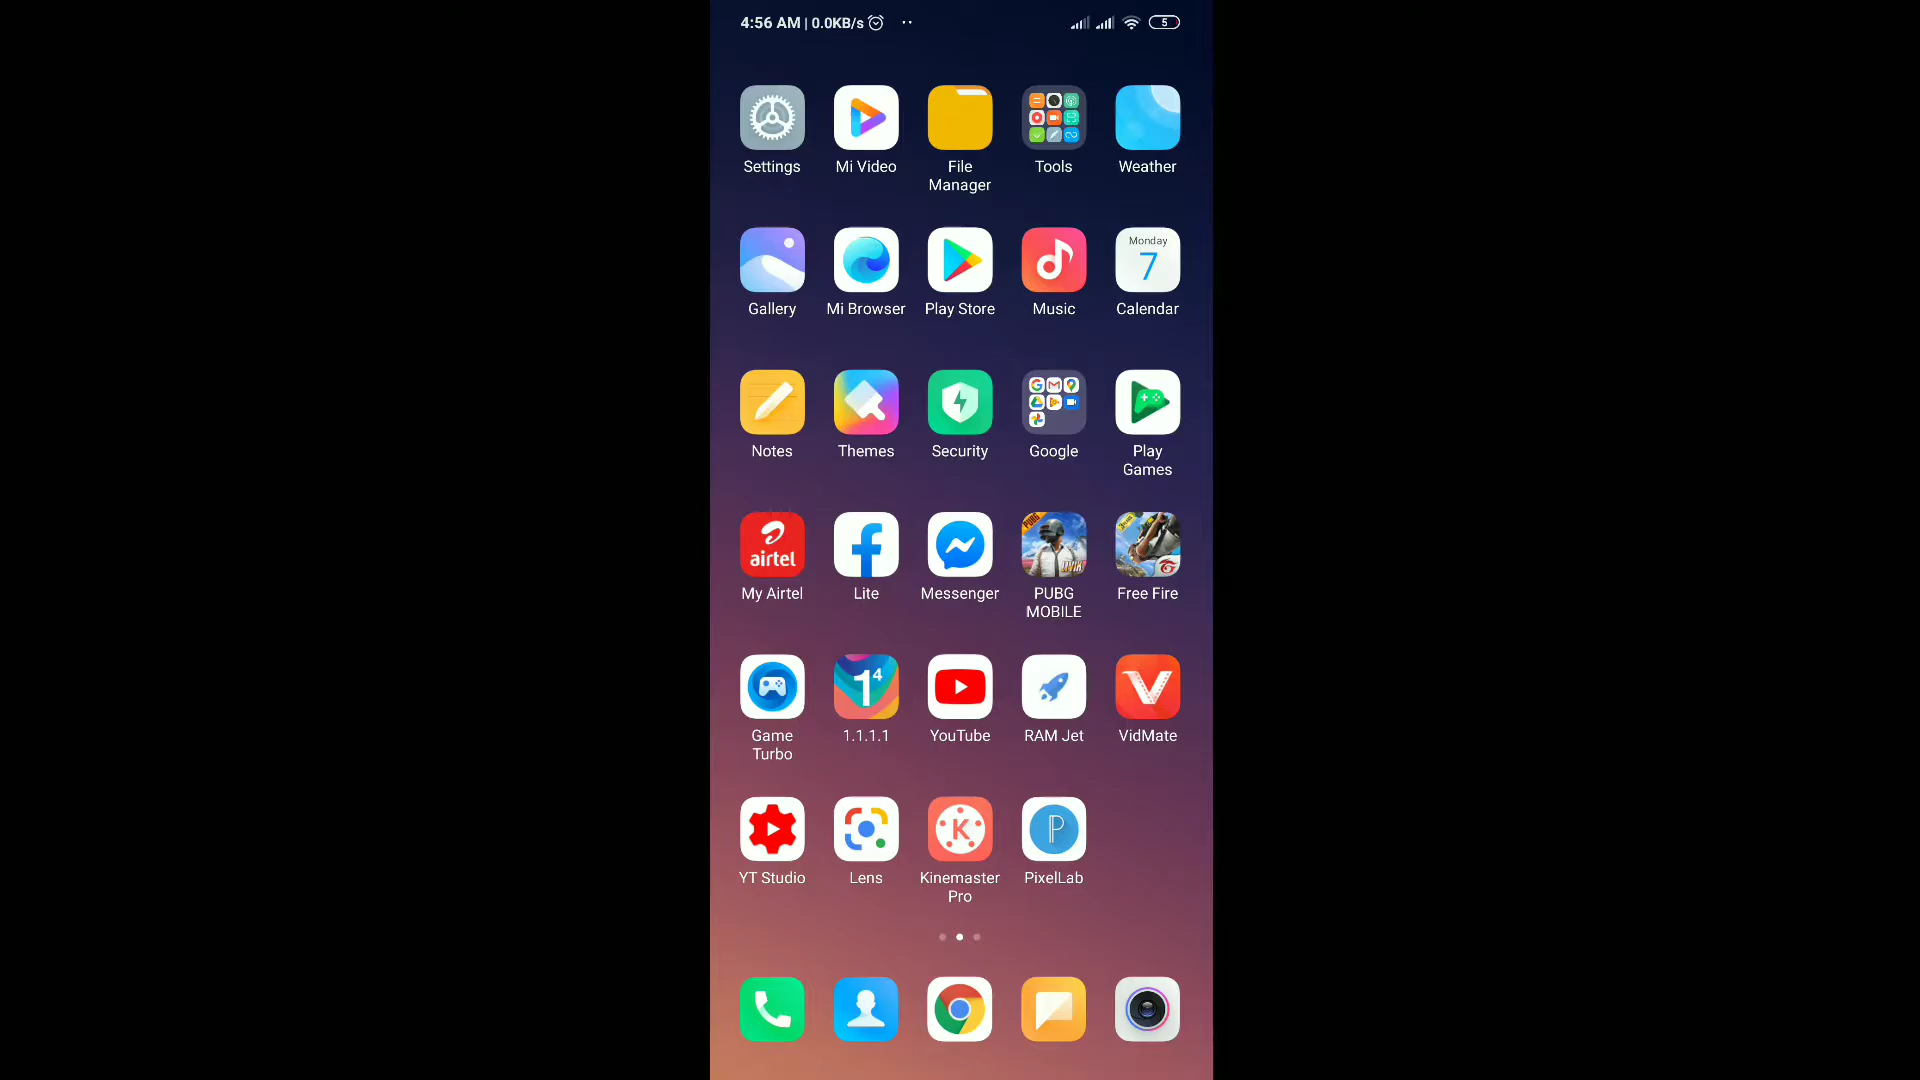 4:56 AM | 0.0KB/s
5
Settings
Mi Video
File
Manager
Tools
Weather
Gallery
Mi Browser
Play Store
Music
Monday
7
Calendar
Notes
Themes
Security
Google
Play
Games
airtel
My Airtel
Lite
Messenger
PUBG
PUBG
MOBILE
Free Fire
Game
Turbo
1⁴
1.1.1.1
YouTube
RAM Jet
V
VidMate
YT Studio
Lens
K
Kinemaster
Pro
P
PixelLab